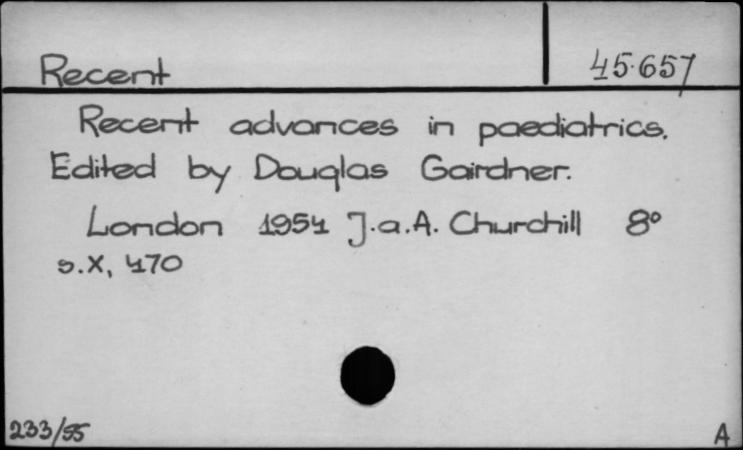 Recent 45.657
Recent advances in paediatrics.
Edited by Douglas Gairdner.
London 1954 J.a.A. Churchill 8°
s.X, 470
233/55 A